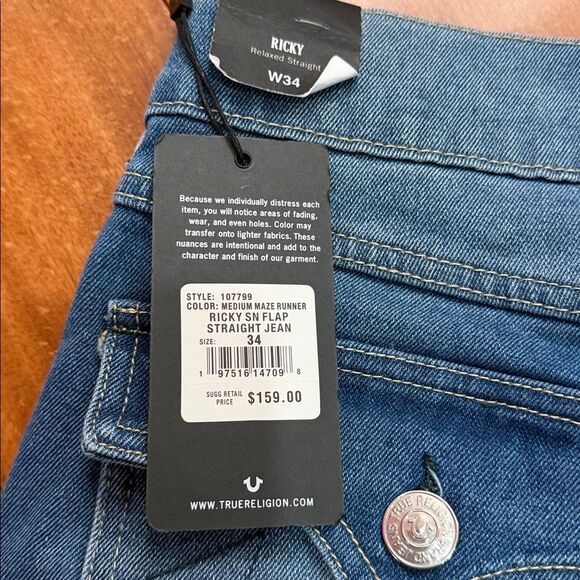 RICKY
Relaxed Straight
W34
Because we individually distress each
item, you will notice areas of fading,
wear, and even holes. Color may
transfer onto lighter fabrics. These
nuances are intentional and add to the
character and finish of our garment.
STYLE: 107799
COLOR: MEDIUM MAZE RUNNER
RICKY SN FLAP
STRAIGHT JEAN
SIZE: 34
1 97516 14709 8
SUGG RETAIL
PRICE $159.00
WWW.TRUERELIGION.COM
TRUE RELIGION BRAND JEANS